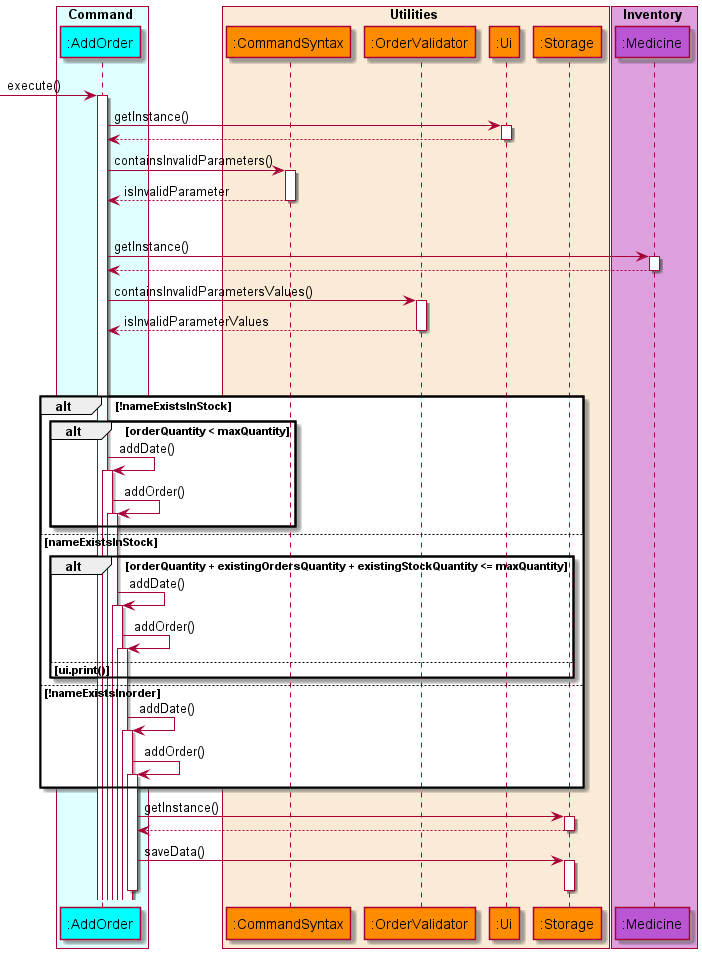 Command
Utilities
Inventory
:AddOrder
:CommandSyntax
:OrderValidator
:Ui
:Storage
:Medicine
execute()
getInstance()
containsInvalidParameters()
isInvalidParameter
getInstance()
containsInvalidParametersValues()
isInvalidParameterValues
alt
[!nameExistsInStock]
alt
[orderQuantity < maxQuantity]
addDate()
addOrder()
[nameExistsInStock]
alt
[orderQuantity + existingOrdersQuantity + existingStockQuantity <= maxQuantity]
addDate()
addOrder()
[ui.print()]
[!nameExistsInorder]
addDate()
addOrder()
getInstance()
saveData()
:AddOrder
:CommandSyntax
:OrderValidator
:Ui
:Storage
:Medicine